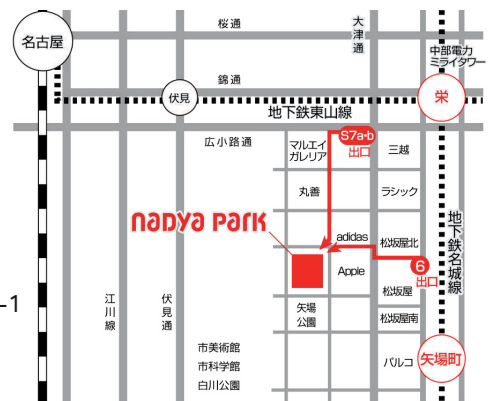 桜通
大津通
名古屋
中部電力
ミライタワー
錦通
伏見
栄
地下鉄東山線
広小路通
マルエイ
ガレリア
S7a・b
出口
三越
丸善
ラシック
nadya park
adidas
松坂屋北
地下鉄名城線
Apple
6
出口
松坂屋
-1
江川線
伏見通
矢場
公園
松坂屋南
市美術館
市科学館
白川公園
パルコ
矢場町